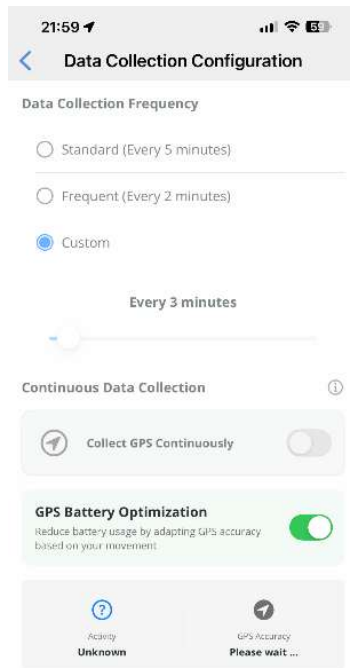 21:59
59
Data Collection Configuration
Data Collection Frequency
Standard (Every 5 minutes)
Frequent (Every 2 minutes)
Custom
Every 3 minutes
Continuous Data Collection
Collect GPS Continuously
GPS Battery Optimization
Reduce battery usage by adapting GPS accuracy
based on your movement
?
Activity
GPS Accuracy
Unknown
Please wait ...